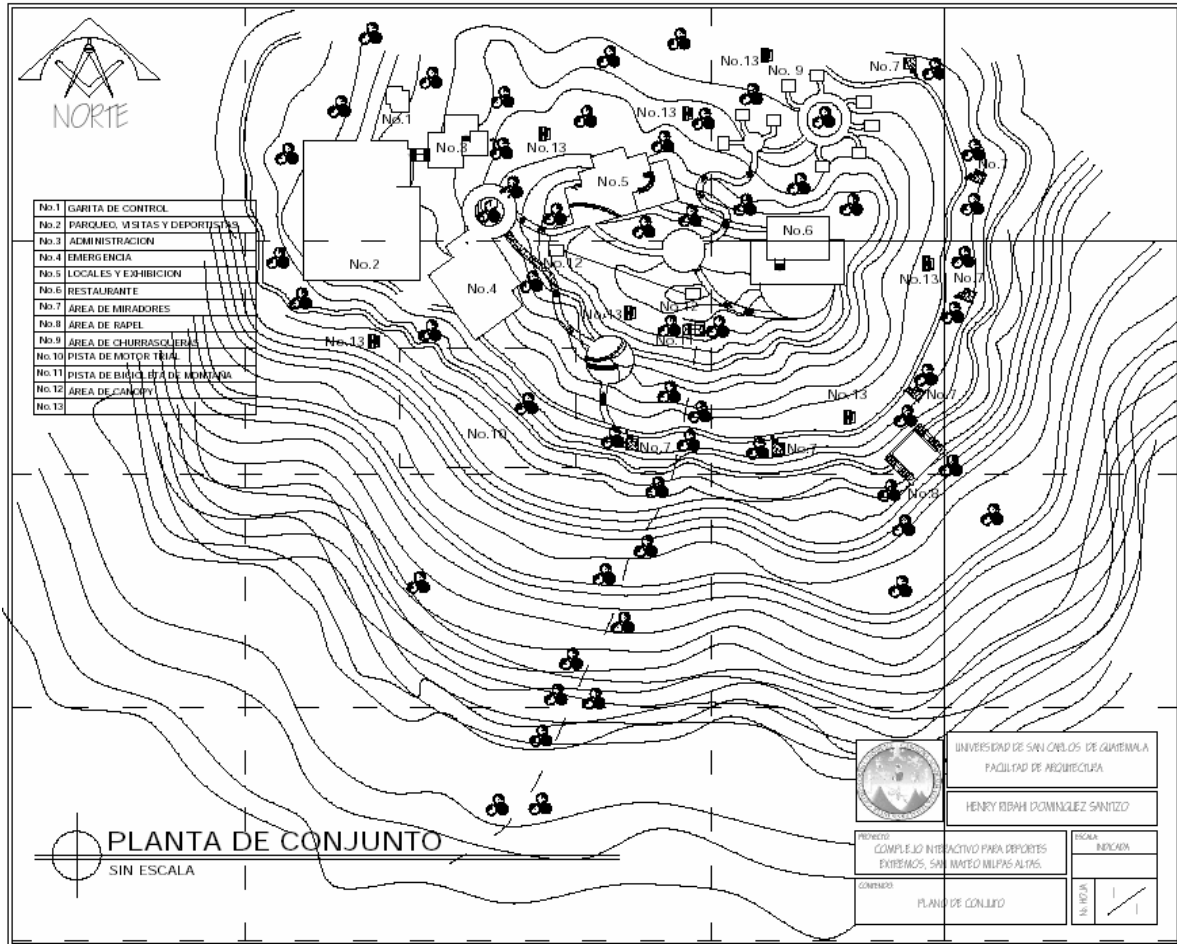 NORTE
No.1 GARITA DE CONTROL
No.2 PARQUEO, VISITAS Y DEPORTISTAS
No.3 ADMINISTRACION
No.4 EMERGENCIA
No.5 LOCALES Y EXHIBICION
No.6 RESTAURANTE
No.7 ÁREA DE MIRADORES
No.8 ÁREA DE RAPEL
No.9 ÁREA DE CHURRASQUERAS
No.10 PISTA DE MOTOR TRIAL
No.11 PISTA DE BICICLETA DE MONTAÑA
No.12 ÁREA DE CANOPY
No.13
No.13
No. 9
No.7
No.1
No.13
No.3
No. 13
No.7
No.5
No.6
No.2
No.12
No.4
No.13
No.7
No.12
No.13
No.11
No.13
No.7
No.13
No.10
No.7
No.7
No.8
PLANTA DE CONJUNTO
SIN ESCALA
UNIVERSIDAD DE SAN CARLOS DE GUATEMALA
FACULTAD DE ARQUITECTURA
HENRY RIBAHI DOMINGUEZ SANTIZO
PROYECTO:
COMPLEJO INTERACTIVO PARA DEPORTES
EXTREMOS, SAN MATEO MILPAS ALTAS.
ESCALA
INDICADA
CONTENIDO:
PLANO DE CONJUTO
1
1